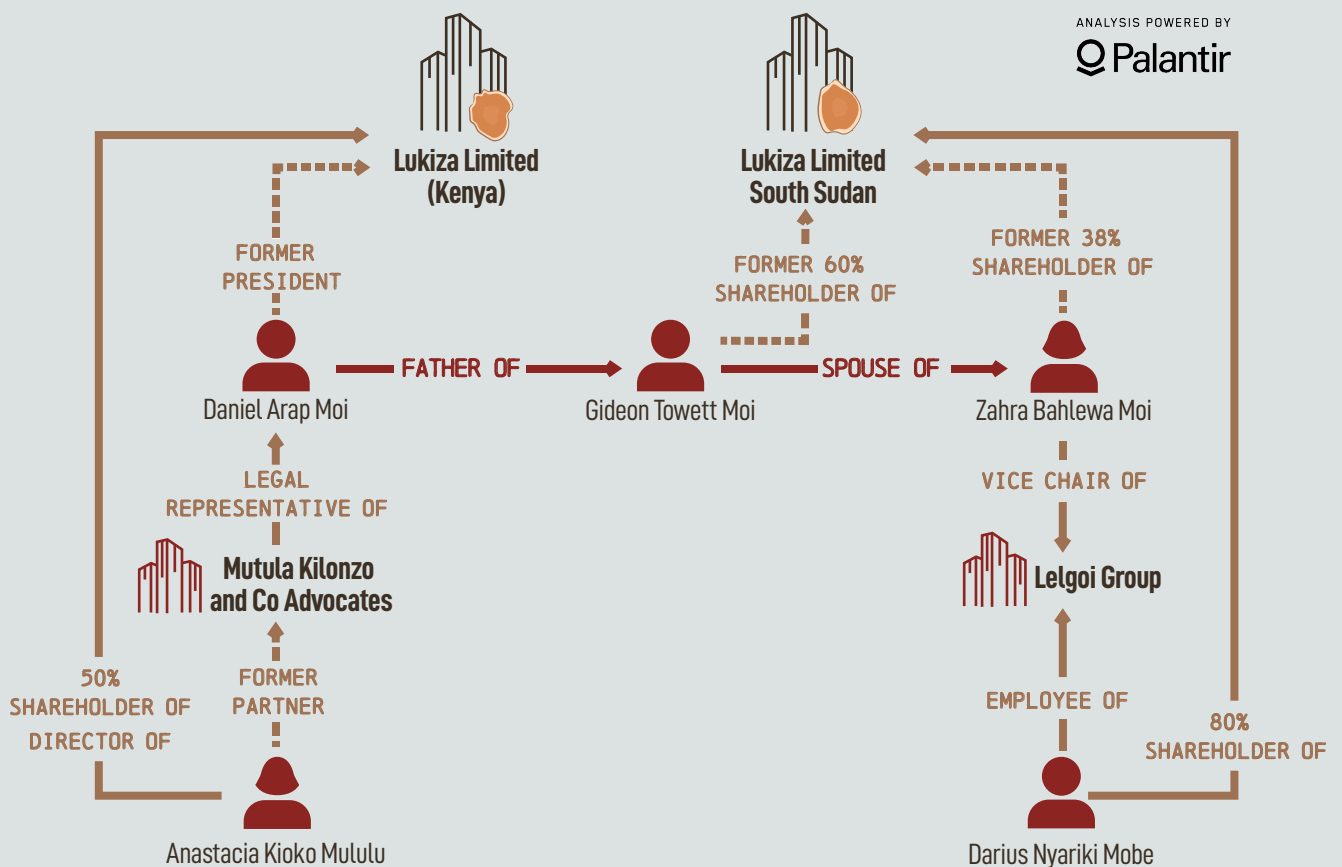 ANALYSIS POWERED BY
Palantir
Lukiza Limited
(Kenya)
Lukiza Limited
South Sudan
FORMER
PRESIDENT
FORMER 60%
SHAREHOLDER OF
FORMER 38%
SHAREHOLDER OF
FATHER OF
SPOUSE OF
Daniel Arap Moi
Gideon Towett Moi
Zahra Bahlewa Moi
LEGAL
REPRESENTATIVE OF
VICE CHAIR OF
Mutula Kilonzo
and Co Advocates
Lelgoi Group
50%
SHAREHOLDER OF
DIRECTOR OF
FORMER
PARTNER
EMPLOYEE OF
80%
SHAREHOLDER OF
Anastacia Kioko Mululu
Darius Nyariki Mobe